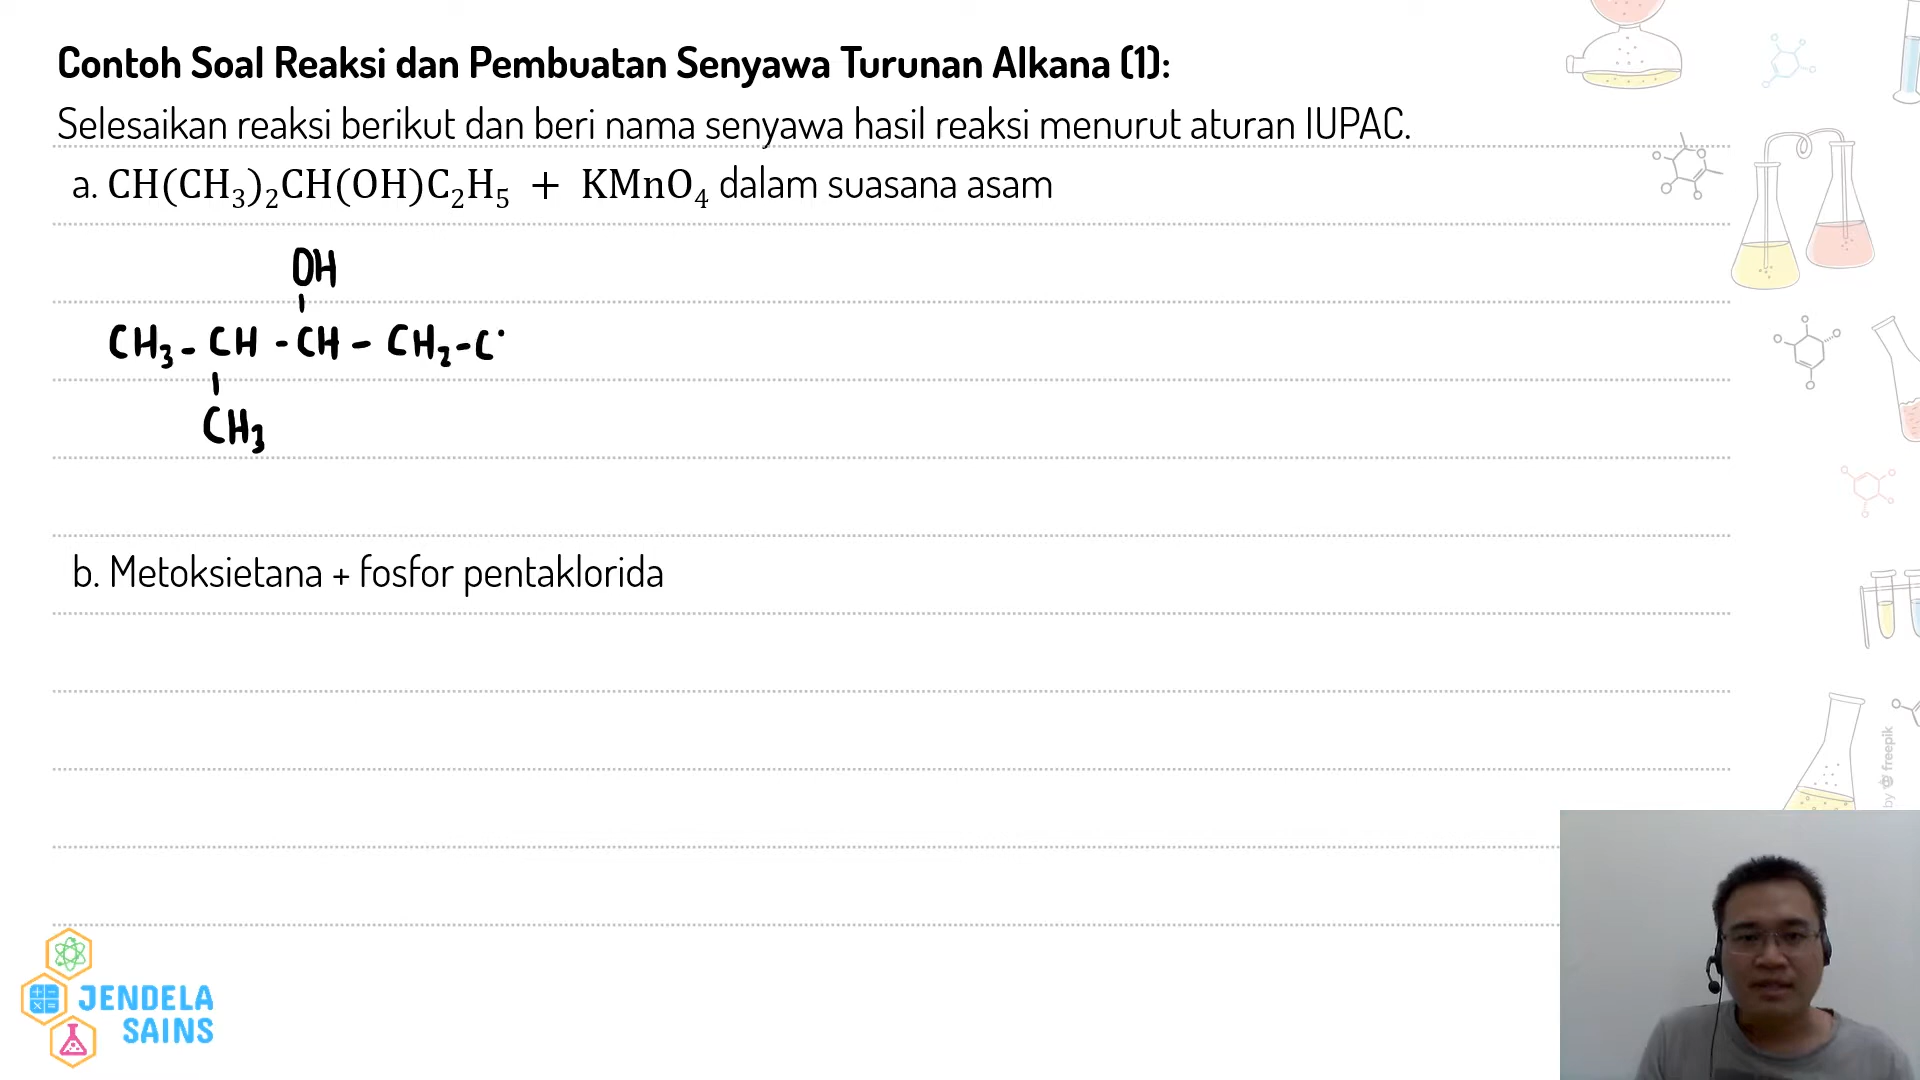 Contoh Soal Reaksi dan Pembuatan Senyawa Turunan Alkana (1):
Selesaikan reaksi berikut dan beri nama senyawa hasil reaksi menurut aturan IUPAC.
a. CH(CH₃)₂CH(OH)C₂H₅ + KMnO₄ dalam suasana asam
OH
CH₃ - CH - CH - CH₂ - C
CH₃
b. Metoksietana + fosfor pentaklorida
by freepik
JENDELA
SAINS